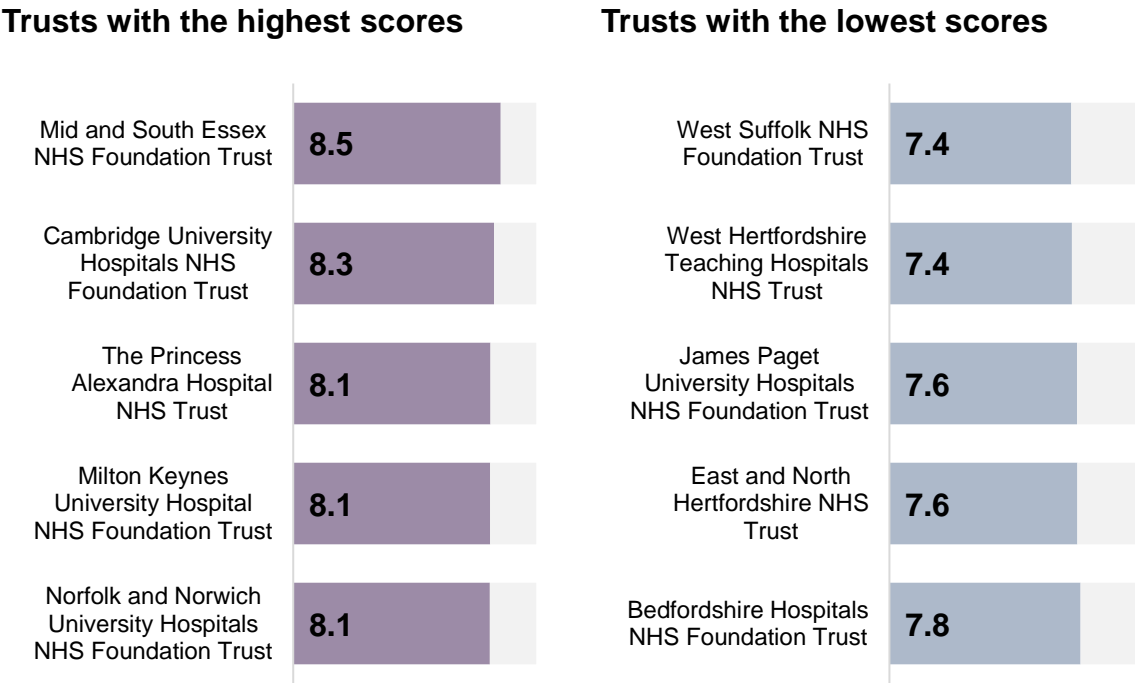 Trusts with the highest scores
Mid and South Essex
NHS Foundation Trust
8.5
Cambridge University
Hospitals NHS
Foundation Trust
8.3
The Princess
Alexandra Hospital
NHS Trust
8.1
Milton Keynes
University Hospital
NHS Foundation Trust
8.1
Norfolk and Norwich
University Hospitals
NHS Foundation Trust
8.1
Trusts with the lowest scores
West Suffolk NHS
Foundation Trust
7.4
West Hertfordshire
Teaching Hospitals
NHS Trust
7.4
James Paget
University Hospitals
NHS Foundation Trust
7.6
East and North
Hertfordshire NHS
Trust
7.6
Bedfordshire Hospitals
NHS Foundation Trust
7.8